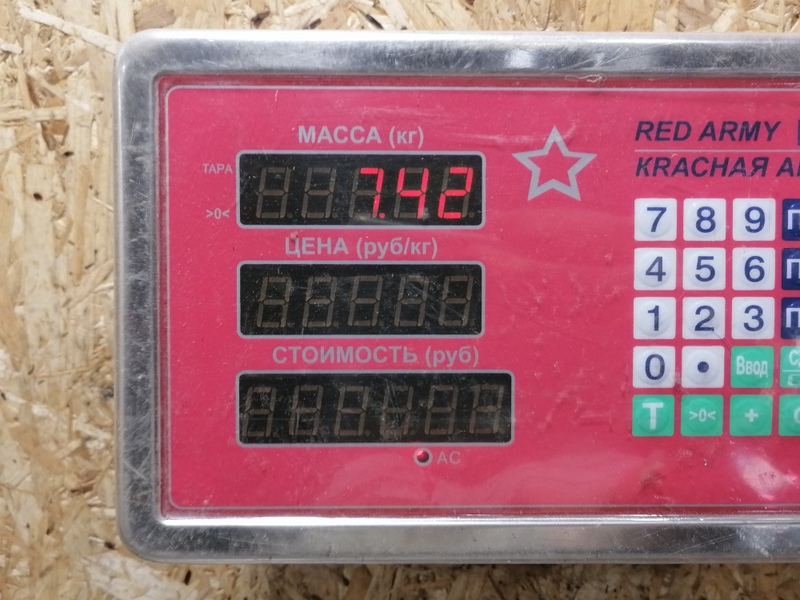 МАССА (кг)
ТАРА
7.42
>0<
ЦЕНА (руб/кг)
СТОИМОСТЬ (руб)
AC
RED ARMY
КRАСНАЯ
7 8 9 П
4 5 6 П
1 2 3 П
0 • Ввод
T >0< +